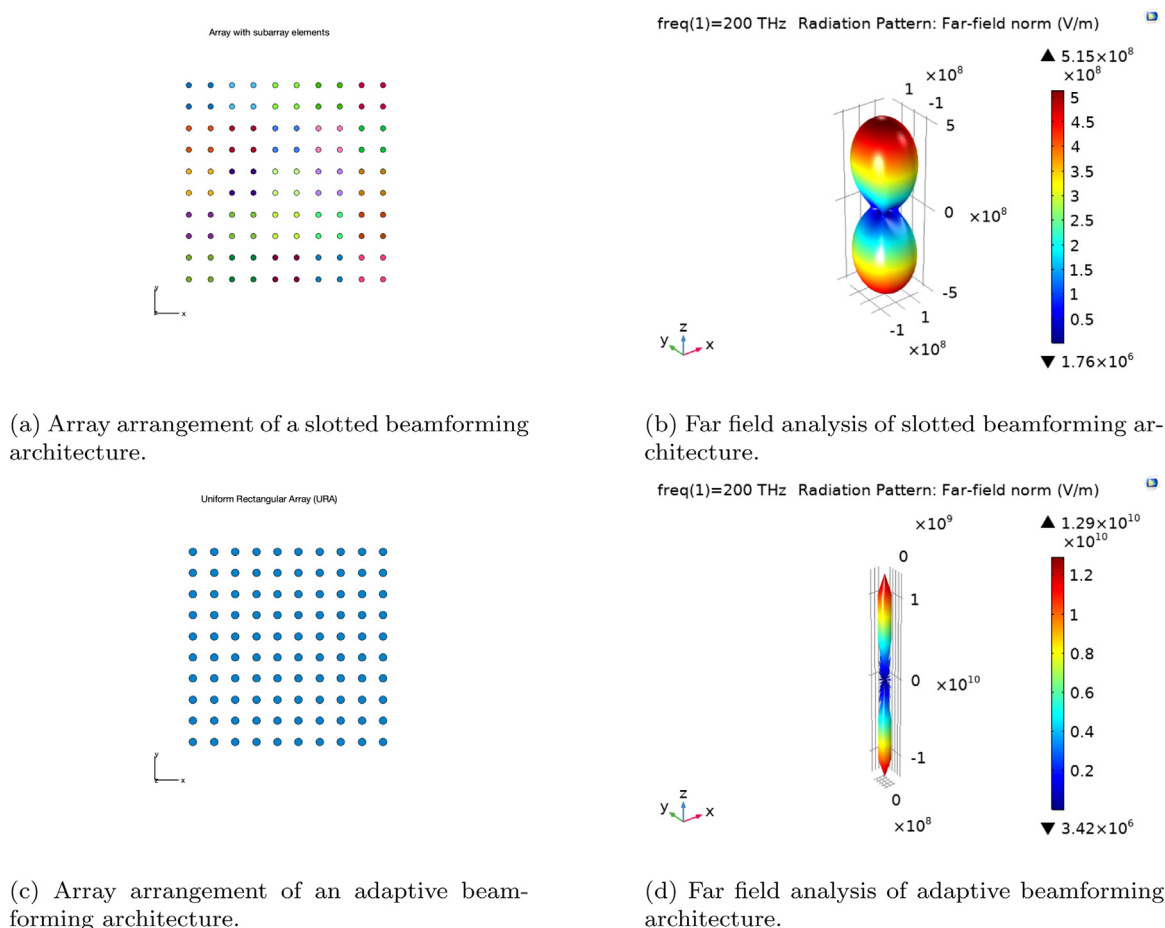 Array with subarray elements
y
x
(a) Array arrangement of a slotted beamforming
architecture.
freq(1)=200 THz Radiation Pattern: Far-field norm (V/m)
▲ 5.15×10⁸
×10⁸
×10⁸
1
-1
5
0
×10⁸
-5
1
-1
×10⁸
5
4.5
4
3.5
3
2.5
2
1.5
1
0.5
▼ 1.76×10⁶
z
y
x
(b) Far field analysis of slotted beamforming ar-
chitecture.
Uniform Rectangular Array (URA)
y
z
x
(c) Array arrangement of an adaptive beam-
forming architecture.
freq(1)=200 THz Radiation Pattern: Far-field norm (V/m)
▲ 1.29×10¹⁰
×10¹⁰
×10⁹
0
1
0
×10¹⁰
-1
0
×10⁸
1.2
1
0.8
0.6
0.4
0.2
▼ 3.42×10⁶
z
y
x
(d) Far field analysis of adaptive beamforming
architecture.